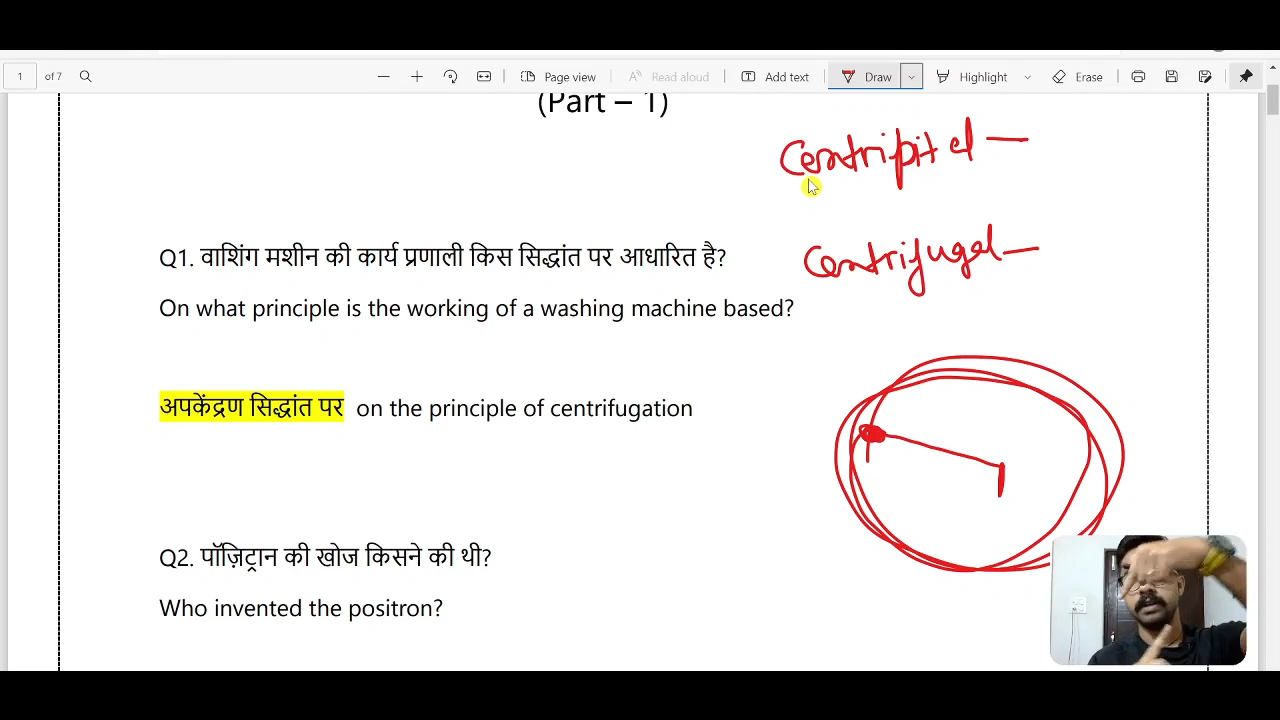 1 of 7 Page view Read aloud Add text Draw Highlight Erase
(Part – 1)
Centripital —
Q1. वाशिंग मशीन की कार्य प्रणाली किस सिद्धांत पर आधारित है?
Centrifugal —
On what principle is the working of a washing machine based?
अपकेंद्रण सिद्धांत पर on the principle of centrifugation
Q2. पॉज़िट्रान की खोज किसने की थी?
Who invented the positron?